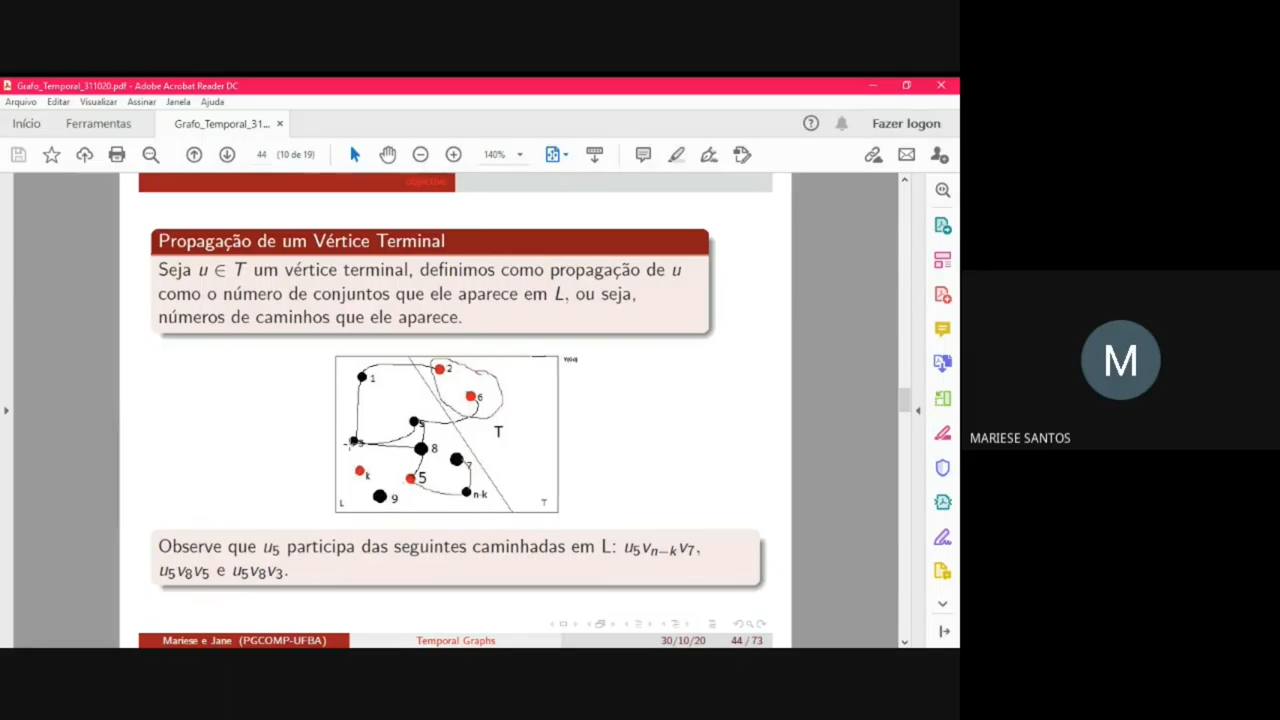 Grafo_Temporal_311020.pdf - Adobe Acrobat Reader DC
Arquivo Editar Visualizar Assinar Janela Ajuda
Início Ferramentas Grafo_Temporal_31... × Fazer logon
44 (10 de 19) 140%
objective
Propagação de um Vértice Terminal
Seja u ∈ T um vértice terminal, definimos como propagação de u
como o número de conjuntos que ele aparece em L, ou seja,
números de caminhos que ele aparece.
1 2
6
5 T
3 8
7
k 5
9 n-k
L T
Observe que u₅ participa das seguintes caminhadas em L: u₅vₙ₋ₖv₇,
u₅v₈v₅ e u₅v₈v₃.
Mariese e Jane (PGCOMP-UFBA) Temporal Graphs 30/10/20 44 / 73
M
MARIESE SANTOS